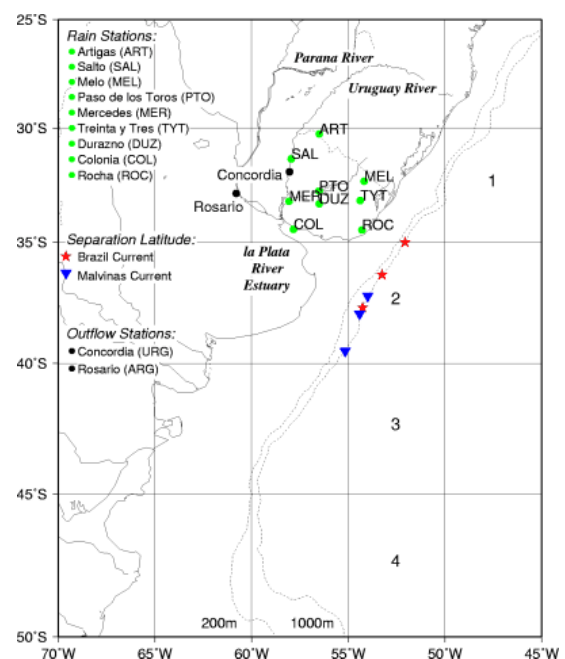 25°S
30°S
35°S
40°S
45°S
50°S
70°W
65°W
60°W
55°W
50°W
45°W
Rain Stations:
Artigas (ART)
Salto (SAL)
Melo (MEL)
Paso de los Toros (PTO)
Mercedes (MER)
Treinta y Tres (TYT)
Durazno (DUZ)
Colonia (COL)
Rocha (ROC)
Separation Latitude:
Brazil Current
Malvinas Current
Outflow Stations:
Concordia (URG)
Rosario (ARG)
Parana River
Uruguay River
ART
SAL
Concordia
MEL
PTO
MER
DUZ
TYT
Rosario
COL
ROC
la Plata
River
Estuary
1
2
3
4
200m
1000m